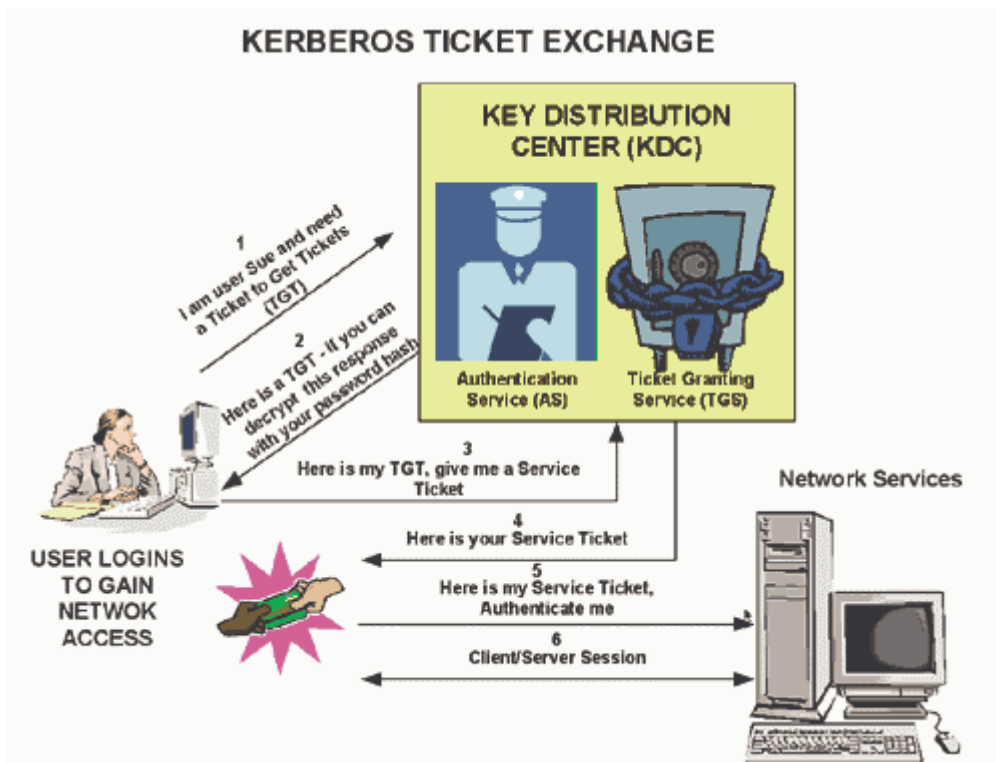 KERBEROS TICKET EXCHANGE
KEY DISTRIBUTION
CENTER (KDC)
Authentication
Service (AS)
Ticket Granting
Service (TGS)
1
I am user Sue and need
a Ticket to Get Tickets
(TGT)
2
Here is a TGT - If you can
decrypt this response
with your password hash
3
Here is my TGT, give me a Service
Ticket
4
Here is your Service Ticket
5
Here is my Service Ticket,
Authenticate me
6
Client/Server Session
USER LOGINS
TO GAIN
NETWOK
ACCESS
Network Services